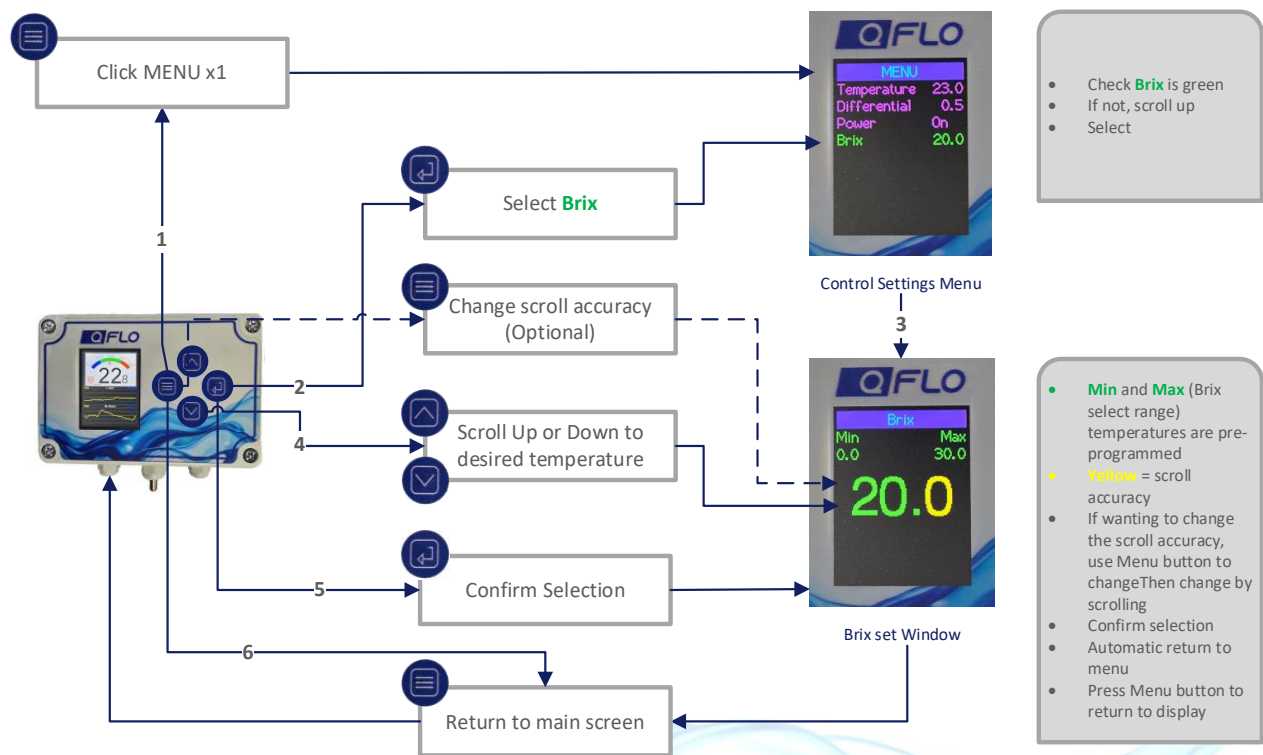 Click MENU x1
QFLO
MENU
Temperature 23.0
Differential 0.5
Power On
Brix 20.0
Check Brix is green
If not, scroll up
Select
Select Brix
1
Control Settings Menu
Change scroll accuracy
(Optional)
3
QFLO
22.8
2
4
Scroll Up or Down to
desired temperature
QFLO
Brix
Min Max
0.0 30.0
20.0
Min and Max (Brix
select range)
temperatures are pre-
programmed
Yellow = scroll
accuracy
If wanting to change
the scroll accuracy,
use Menu button to
changeThen change by
scrolling
Confirm selection
Automatic return to
menu
Press Menu button to
return to display
5
Confirm Selection
Brix set Window
6
Return to main screen